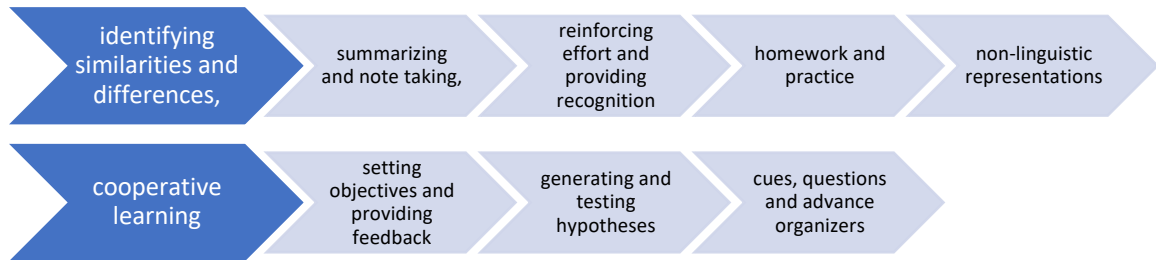 identifying
similarities and
differences,
summarizing
and note taking,
reinforcing
effort and
providing
recognition
homework and
practice
non-linguistic
representations
cooperative
learning
setting
objectives and
providing
feedback
generating and
testing
hypotheses
cues, questions
and advance
organizers